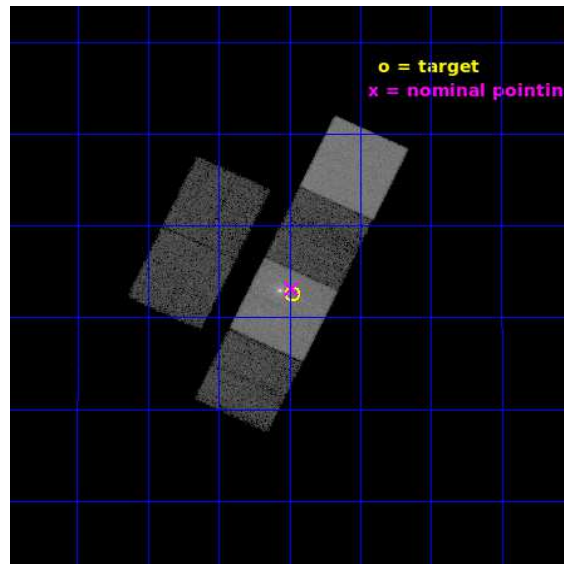 o = target
x = nominal pointin